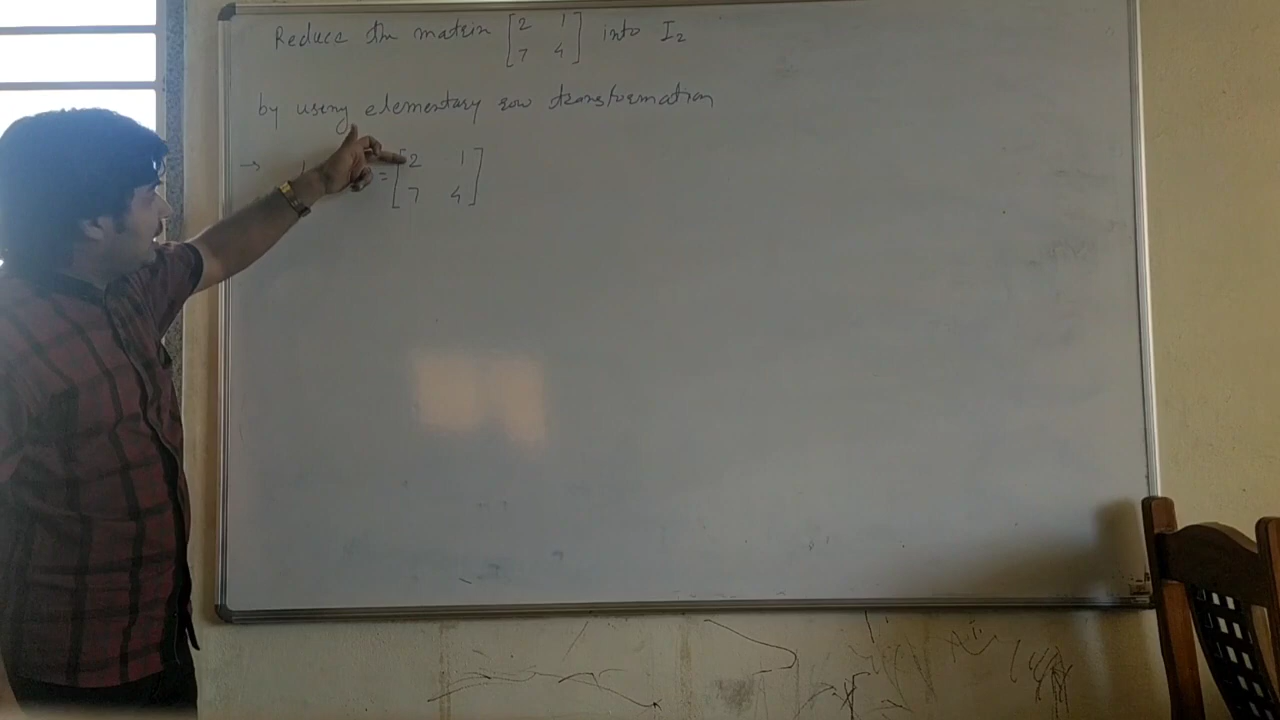 Reduce the matrix [2 1 into I2
7 4]
by using elementary row transformation
→ = [2 1
7 4]